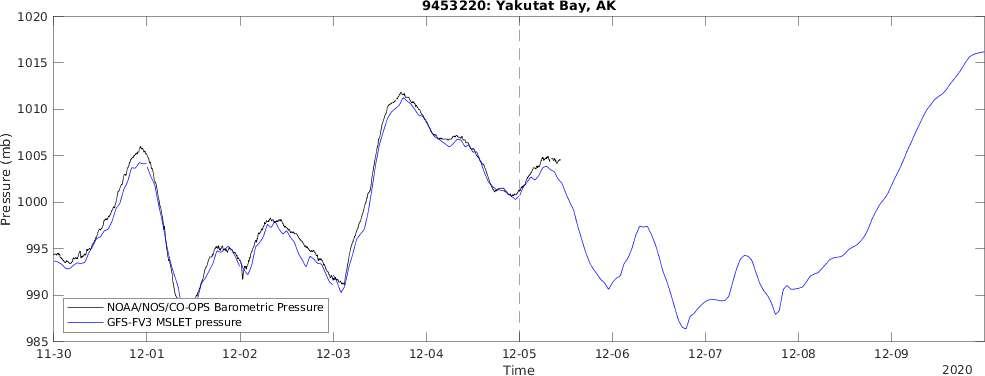 9453220: Yakutat Bay, AK
1020
1015
1010
1005
1000
995
990
985
Pressure (mb)
NOAA/NOS/CO-OPS Barometric Pressure
GFS-FV3 MSLET pressure
11-30 12-01 12-02 12-03 12-04 12-05 12-06 12-07 12-08 12-09
Time
2020